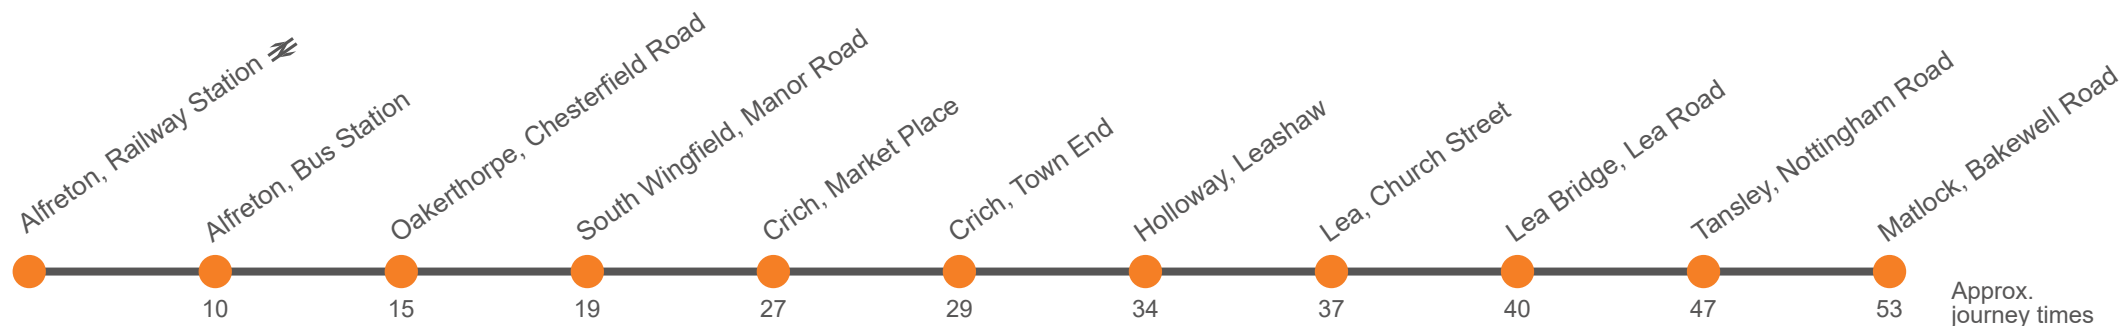 Alfreton, Railway Station
Alfreton, Bus Station
Oakerthorpe, Chesterfield Road
South Wingfield, Manor Road
Crich, Market Place
Crich, Town End
Holloway, Leashaw
Lea, Church Street
Lea Bridge, Lea Road
Tansley, Nottingham Road
Matlock, Bakewell Road
10 15 19 27 29 34 37 40 47 53
Approx.
journey times